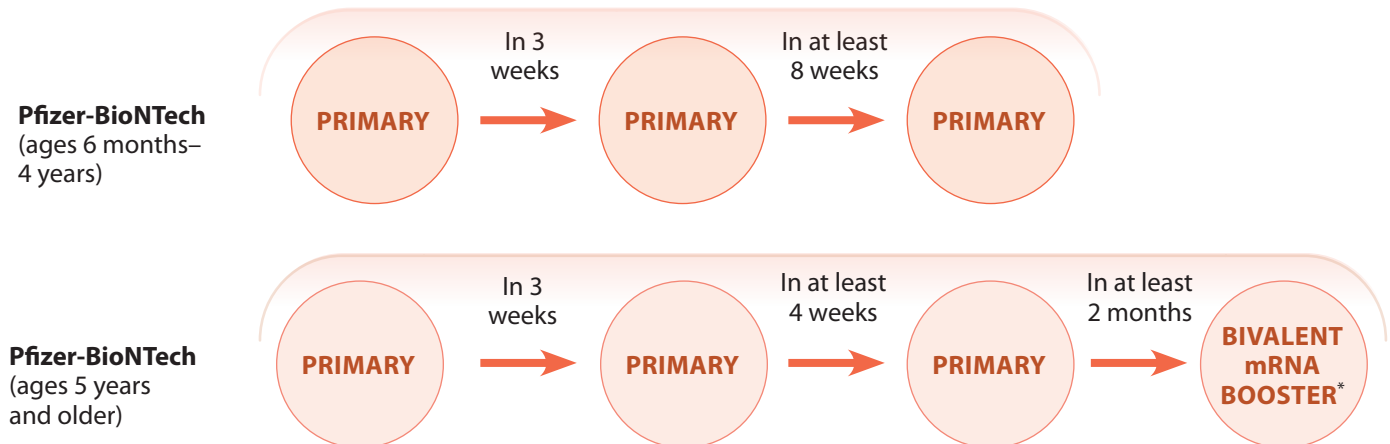 In 3
weeks
In at least
8 weeks
Pfizer-BioNTech
(ages 6 months–
4 years)
PRIMARY
PRIMARY
PRIMARY
In 3
weeks
In at least
4 weeks
In at least
2 months
Pfizer-BioNTech
(ages 5 years
and older)
PRIMARY
PRIMARY
PRIMARY
BIVALENT
mRNA
BOOSTER*